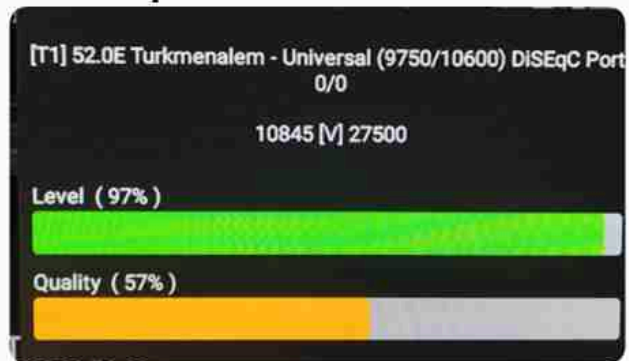 [T1] 52.0E Turkmenalem - Universal (9750/10600) DiSEqC Port
0/0
10845 [V] 27500
Level ( 97% )
Quality ( 57% )